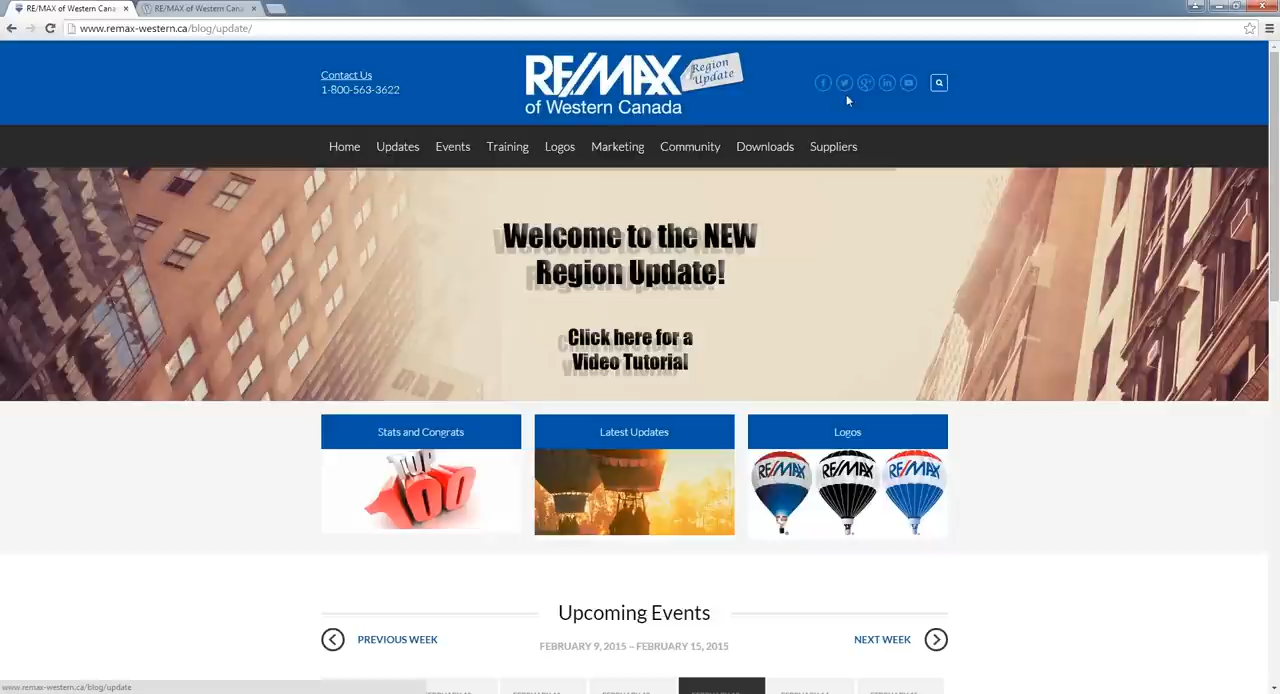 RE/MAX of Western Cana
RE/MAX of Western Cana
www.remax-western.ca/blog/update/
Contact Us
1-800-563-3622
RE/MAX
of Western Canada
Region
Update
Home Updates Events Training Logos Marketing Community Downloads Suppliers
Welcome to the NEW
Region Update!
Click here for a
Video Tutorial
Stats and Congrats
Latest Updates
Logos
TOP
100
RE/MAX
RE/MAX
RE/MAX
Upcoming Events
PREVIOUS WEEK
FEBRUARY 9, 2015 – FEBRUARY 15, 2015
NEXT WEEK
www.remax-western.ca/blog/update